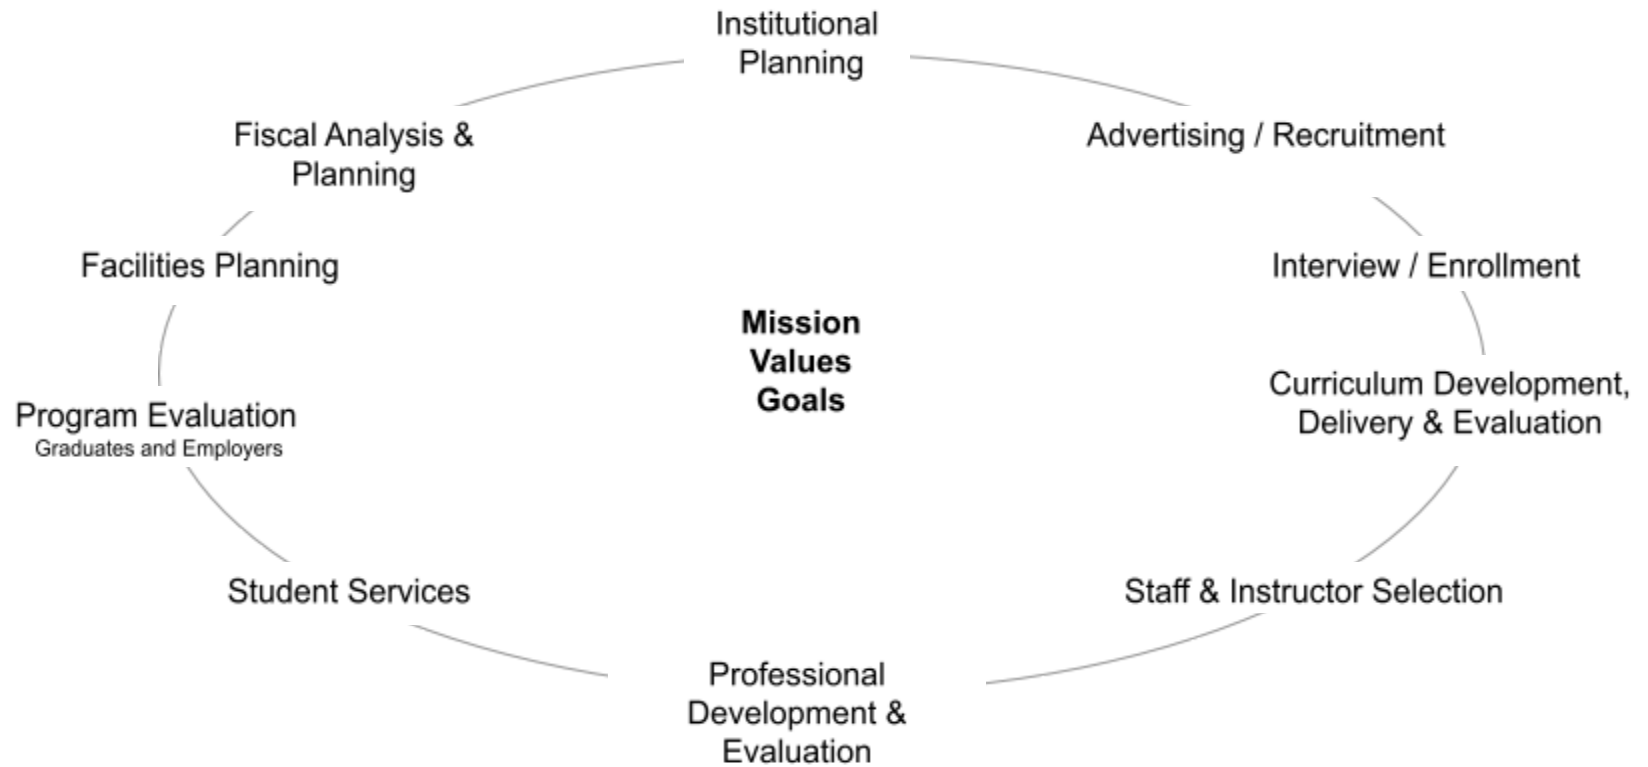 Institutional
Planning
Advertising / Recruitment
Interview / Enrollment
Curriculum Development,
Delivery & Evaluation
Staff & Instructor Selection
Professional
Development &
Evaluation
Student Services
Program Evaluation
Graduates and Employers
Facilities Planning
Fiscal Analysis &
Planning
Mission
Values
Goals